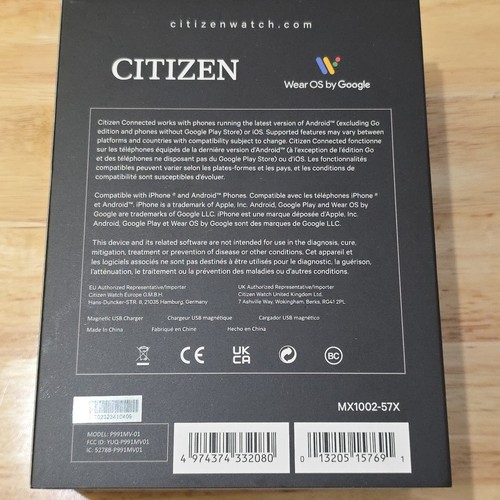 citizenwatch.com
CITIZEN
Wear OS by Google
Citizen Connected works with phones running the latest version of Android™ (excluding Go
edition and phones without Google Play Store) or iOS. Supported features may vary between
platforms and countries with compatibility subject to change. Citizen Connected fonctionne
sur les téléphones équipés de la dernière version d'Android™ (à l'exception de l'édition Go
et des téléphones ne disposant pas du Google Play Store) ou d'iOS. Les fonctionnalités
compatibles peuvent varier selon les plates-formes et les pays, et les conditions de
compatibilité sont susceptibles d'évoluer.
Compatible with iPhone® and Android™ Phones. Compatible avec les téléphones iPhone®
et Android™. iPhone is a trademark of Apple, Inc. Android, Google Play and Wear OS by
Google are trademarks of Google LLC. iPhone est une marque déposée d'Apple, Inc.
Android, Google Play et Wear OS by Google sont des marques de Google LLC.
This device and its related software are not intended for use in the diagnosis, cure,
mitigation, treatment or prevention of disease or other conditions. Cet appareil et
les logiciels associés ne sont pas destinés à être utilisés pour le diagnostic, la guérison,
l'atténuation, le traitement ou la prévention des maladies ou d'autres conditions.
EU Authorized Representative/Importer
Citizen Watch Europe G.M.B.H.
Hans-Duncker-STR. 8, 21035 Hamburg, Germany
UK Authorized Representative/Importer
Citizen Watch United Kingdom Ltd.
7 Ashville Way, Wokingham, Berks, RG41 2PL
Magnetic USB Charger Chargeur USB magnétique Cargador USB magnético
Made In China Fabriqué en Chine Hecho en China
CE
UK
CA
BC
MX1002-57X
MODEL: P991MV-01
FCC ID: YUQ-P991MV01
IC: 52788-P991MV01
4 974374 332080
0 13205 15769 1